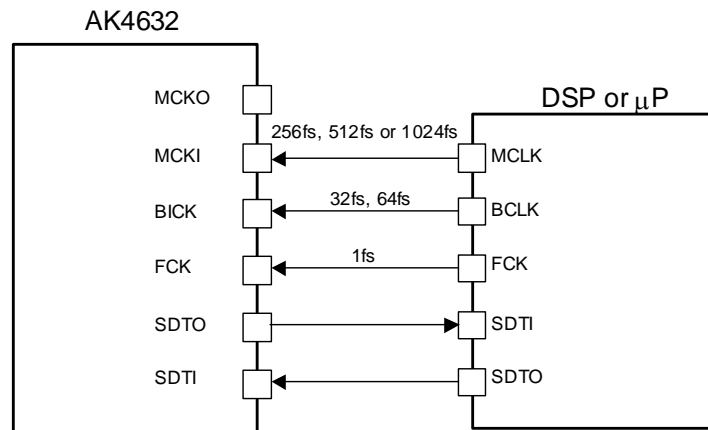 AK4632
DSP or μP
MCKO
256fs, 512fs or 1024fs
MCKI
MCLK
32fs, 64fs
BICK
BCLK
1fs
FCK
FCK
SDTO
SDTI
SDTI
SDTO